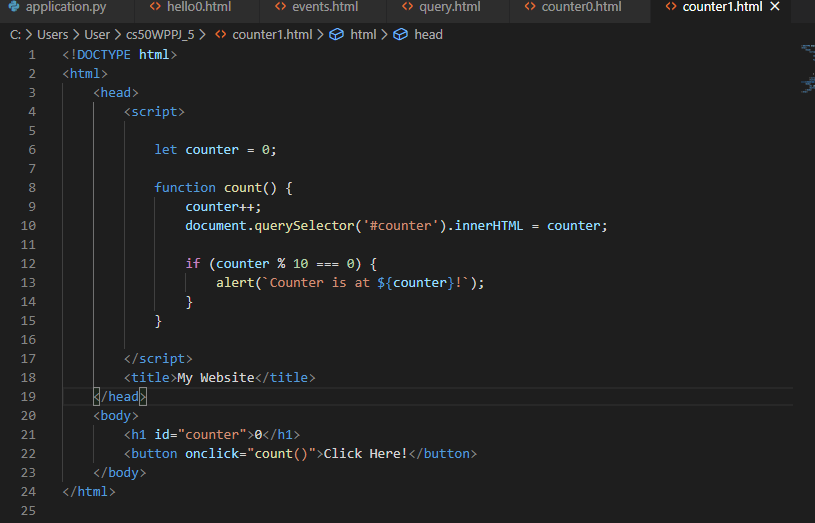 application.py hello0.html events.html query.html counter0.html counter1.html
C: > Users > User > cs50WPPJ_5 > counter1.html > html > head
1 <!DOCTYPE html>
2 <html>
3     <head>
4         <script>
5
6             let counter = 0;
7
8             function count() {
9                 counter++;
10                 document.querySelector('#counter').innerHTML = counter;
11
12                 if (counter % 10 === 0) {
13                     alert(`Counter is at ${counter}!`);
14                 }
15             }
16
17         </script>
18         <title>My Website</title>
19     </head>
20     <body>
21         <h1 id="counter">0</h1>
22         <button onclick="count()">Click Here!</button>
23     </body>
24 </html>
25